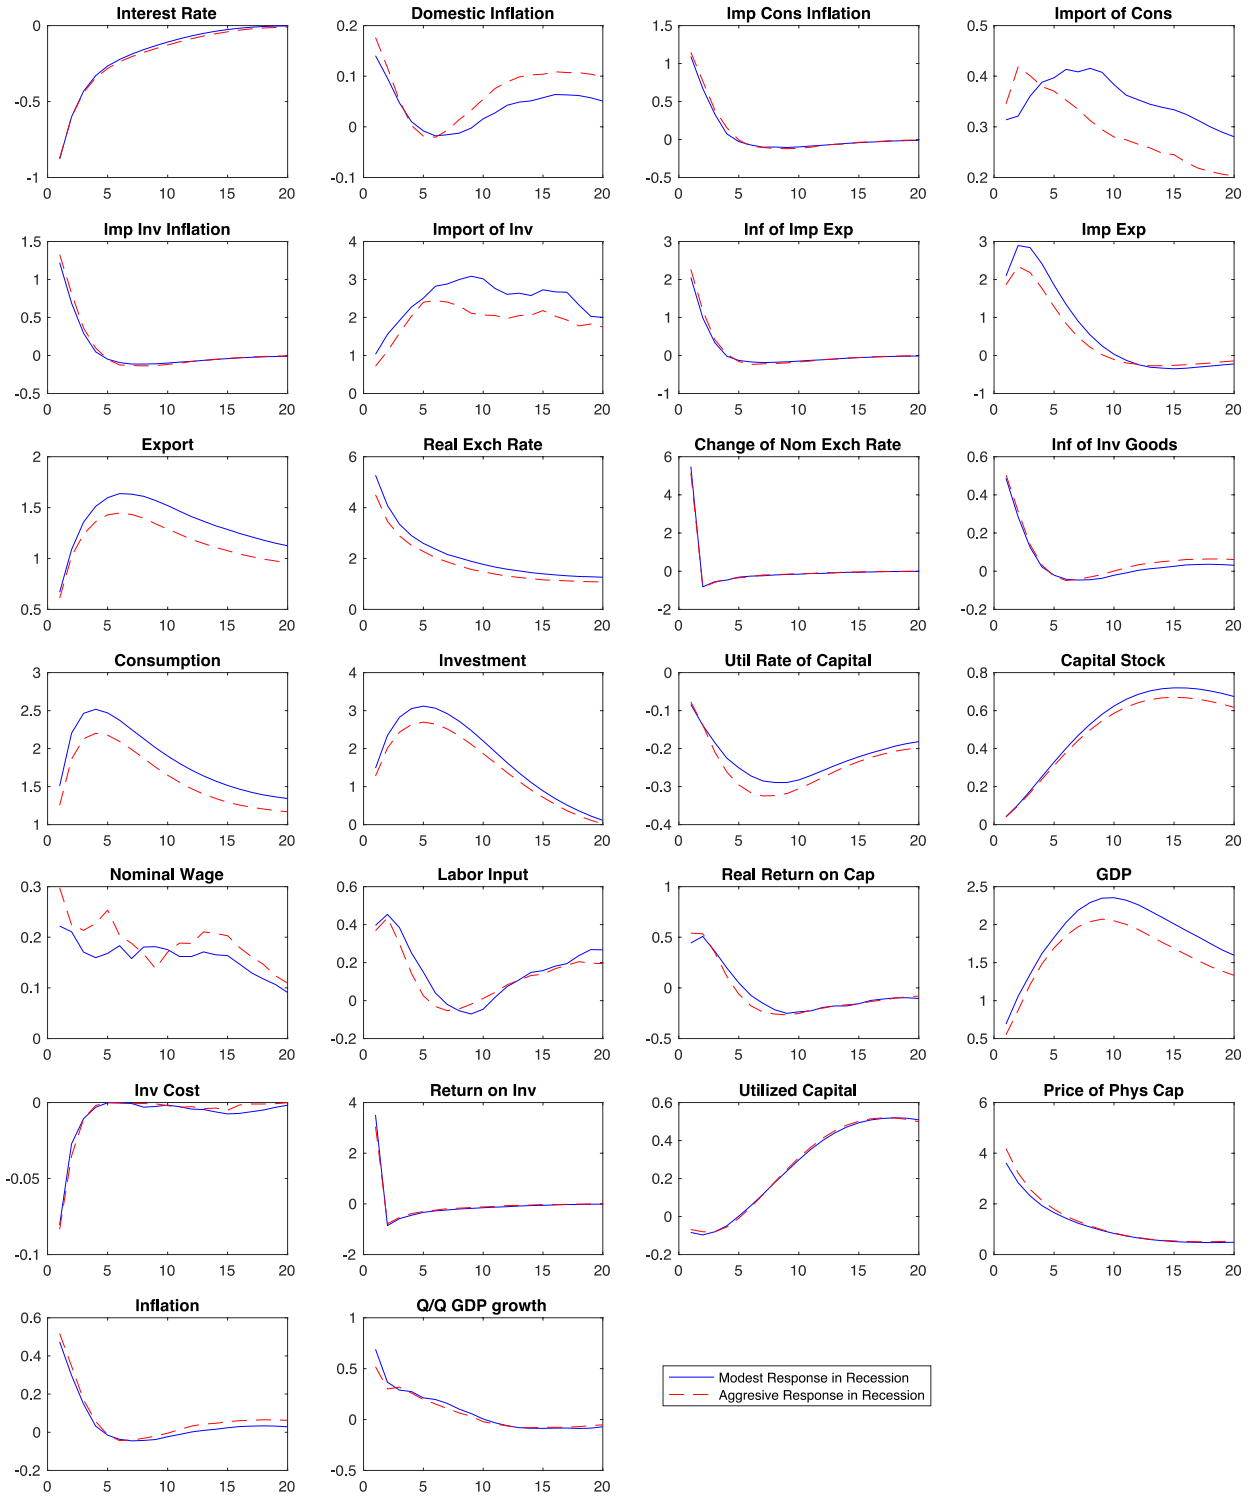 Interest Rate
0
-0.5
-1
0 5 10 15 20
Domestic Inflation
0.2
0.1
0
-0.1
0 5 10 15 20
Imp Cons Inflation
1.5
1
0.5
0
-0.5
0 5 10 15 20
Import of Cons
0.5
0.4
0.3
0.2
0 5 10 15 20
Imp Inv Inflation
1.5
1
0.5
0
-0.5
0 5 10 15 20
Import of Inv
4
3
2
1
0
0 5 10 15 20
Inf of Imp Exp
3
2
1
0
-1
0 5 10 15 20
Imp Exp
3
2
1
0
-1
0 5 10 15 20
Export
2
1.5
1
0.5
0 5 10 15 20
Real Exch Rate
6
4
2
0
0 5 10 15 20
Change of Nom Exch Rate
6
4
2
0
-2
0 5 10 15 20
Inf of Inv Goods
0.6
0.4
0.2
0
-0.2
0 5 10 15 20
Consumption
3
2.5
2
1.5
1
0 5 10 15 20
Investment
4
3
2
1
0
0 5 10 15 20
Util Rate of Capital
0
-0.1
-0.2
-0.3
-0.4
0 5 10 15 20
Capital Stock
0.8
0.6
0.4
0.2
0
0 5 10 15 20
Nominal Wage
0.3
0.2
0.1
0
0 5 10 15 20
Labor Input
0.6
0.4
0.2
0
-0.2
0 5 10 15 20
Real Return on Cap
1
0.5
0
-0.5
0 5 10 15 20
GDP
2.5
2
1.5
1
0.5
0 5 10 15 20
Inv Cost
0
-0.05
-0.1
0 5 10 15 20
Return on Inv
4
2
0
-2
0 5 10 15 20
Utilized Capital
0.6
0.4
0.2
0
-0.2
0 5 10 15 20
Price of Phys Cap
6
4
2
0
0 5 10 15 20
Inflation
0.6
0.4
0.2
0
-0.2
0 5 10 15 20
Q/Q GDP growth
1
0.5
0
-0.5
0 5 10 15 20
Modest Response in Recession
Aggresive Response in Recession